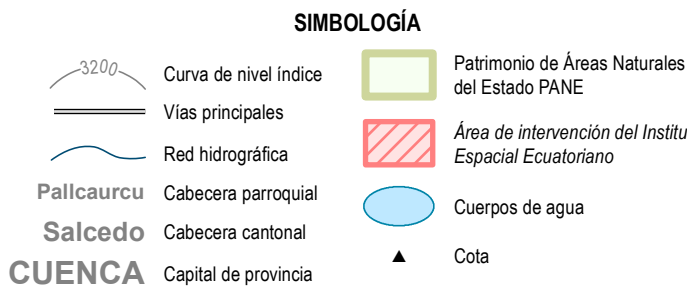 SIMBOLOGÍA
3200
Curva de nivel índice
Vías principales
Red hidrográfica
Pallcaurcu Cabecera parroquial
Salcedo Cabecera cantonal
CUENCA Capital de provincia
Patrimonio de Áreas Naturales
del Estado PANE
Área de intervención del Institu
Espacial Ecuatoriano
Cuerpos de agua
Cota